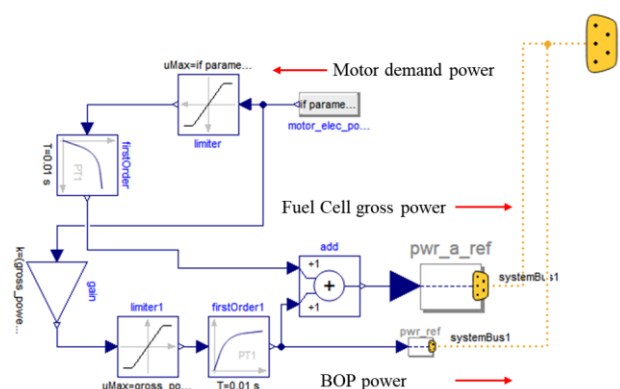 uMax=if parame...
Motor demand power
if parame...
motor_elec_po...
limiter
firstOrder
PT1
T=0.01 s
Fuel Cell gross power
k=(gross_powe...
gain
add
+1
+
+1
pwr_a_ref
systemBus1
limiter1
firstOrder1
PT1
pwr_ref
systemBus1
uMax=gross_po...
T=0.01 s
BOP power